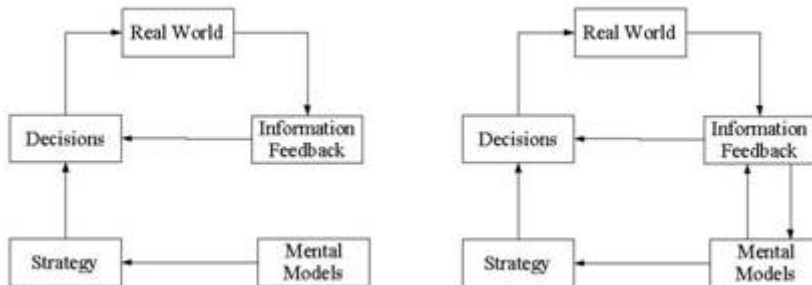 Real World
Decisions
Information
Feedback
Strategy
Mental
Models
Real World
Decisions
Information
Feedback
Strategy
Mental
Models